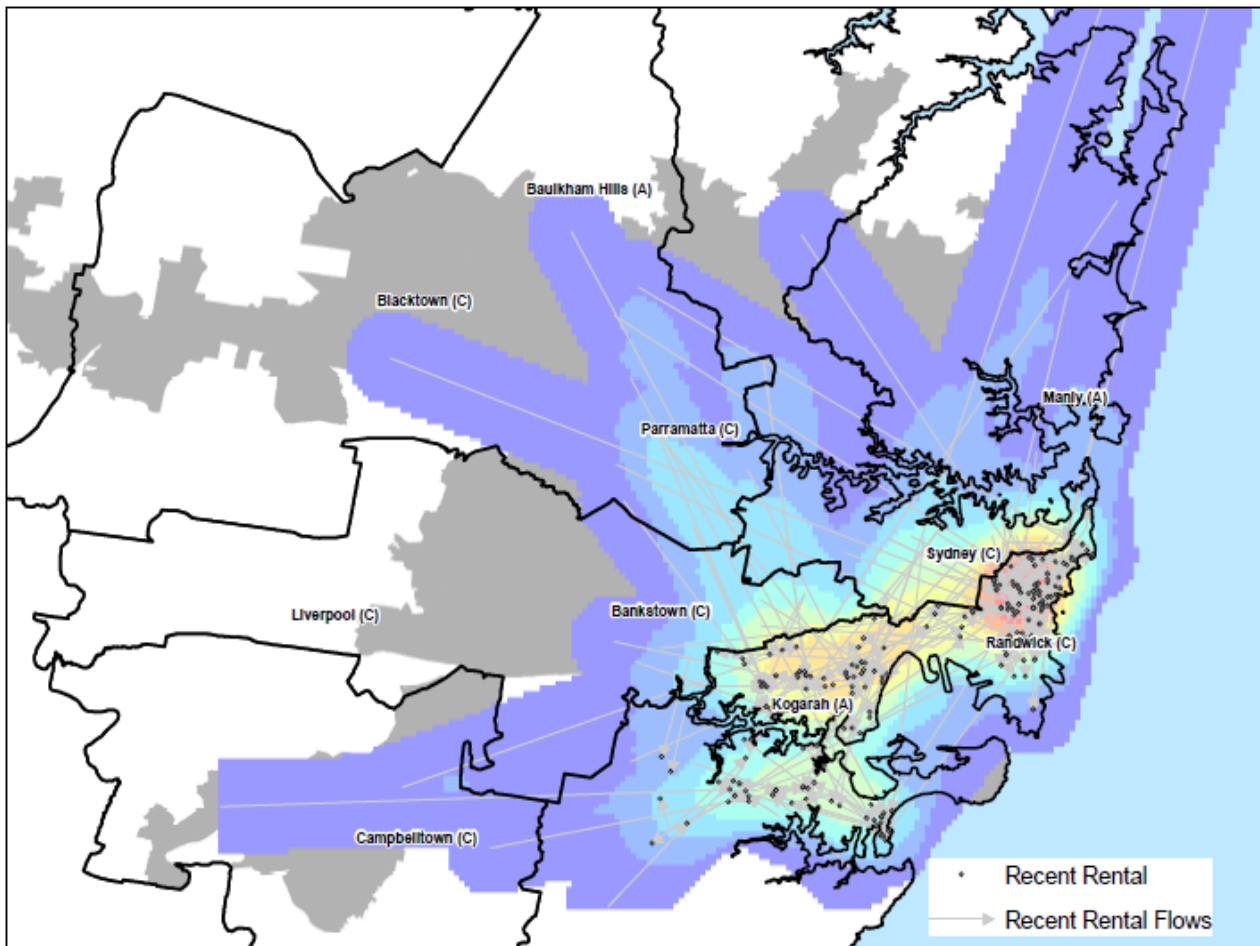 Baulkham Hills (A)
Blacktown (C)
Manly (A)
Parramatta (C)
Sydney (C)
Bankstown (C)
Liverpool (C)
Randwick (C)
Kogarah (A)
Campbelltown (C)
Recent Rental
Recent Rental Flows